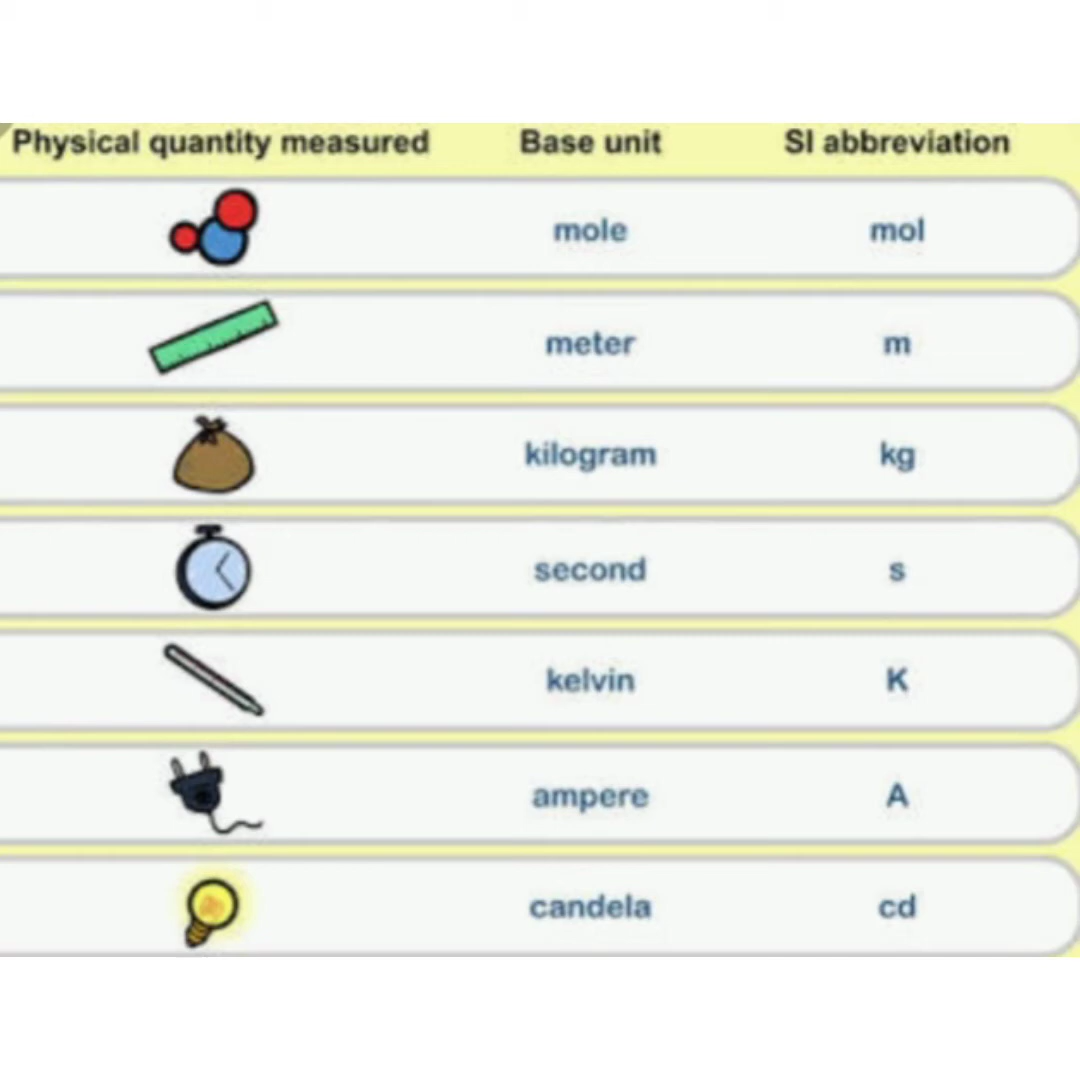 Physical quantity measured Base unit SI abbreviation
mole mol
meter m
kilogram kg
second s
kelvin K
ampere A
candela cd